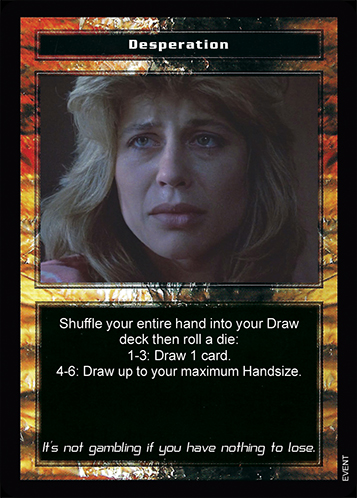 Desperation
Shuffle your entire hand into your Draw
deck then roll a die:
1-3: Draw 1 card.
4-6: Draw up to your maximum Handsize.
It's not gambling if you have nothing to lose.
EVENT